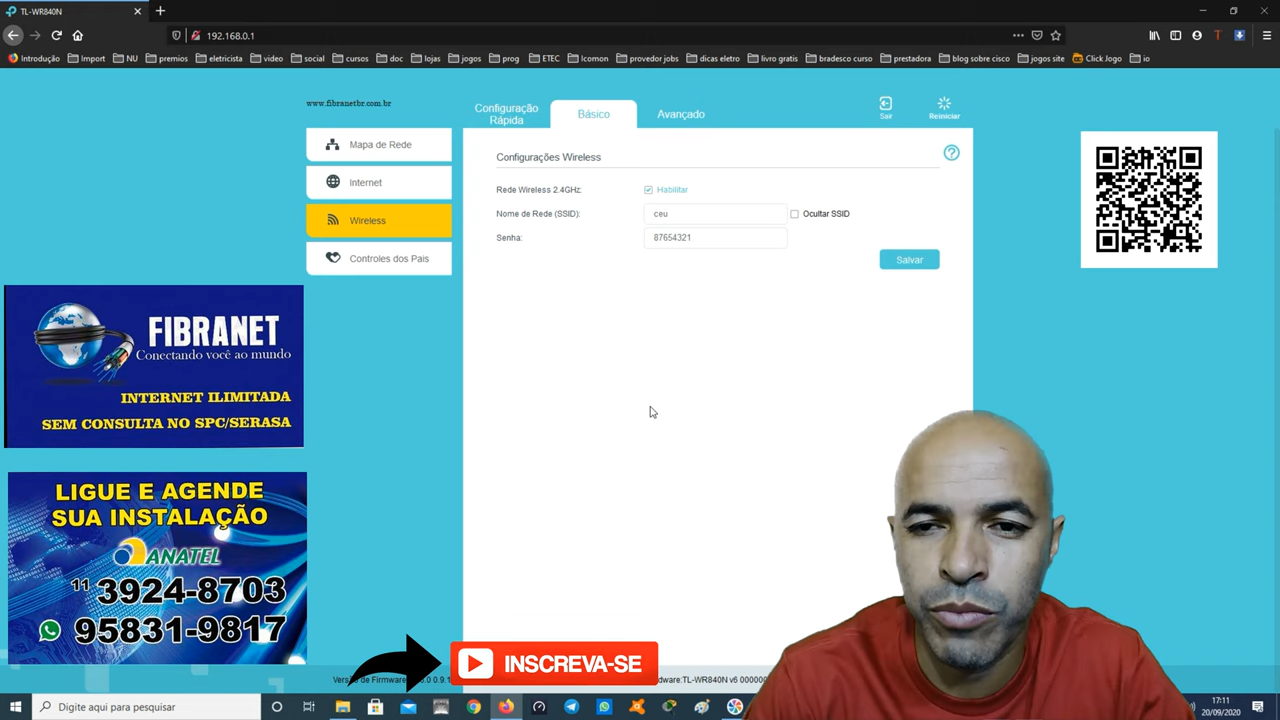 TL-WR840N
192.168.0.1
Introdução Import NU premios eletricista video social cursos doc lojas jogos prog ETEC Icomon provedor jobs dicas eletro livro gratis bradesco curso prestadora blog sobre cisco jogos site Click Jogo io
www.fibranetbr.com.br
Configuração Rápida
Básico
Avançado
Sair
Reiniciar
Mapa de Rede
Internet
Wireless
Controles dos Pais
Configurações Wireless
Rede Wireless 2.4GHz: Habilitar
Nome de Rede (SSID): ceu Ocultar SSID
Senha: 87654321
Salvar
FIBRANET
Conectando você ao mundo
INTERNET ILIMITADA
SEM CONSULTA NO SPC/SERASA
LIGUE E AGENDE
SUA INSTALAÇÃO
ANATEL
11 3924-8703
95831-9817
INSCREVA-SE
Digite aqui para pesquisar
17:11
20/09/2020